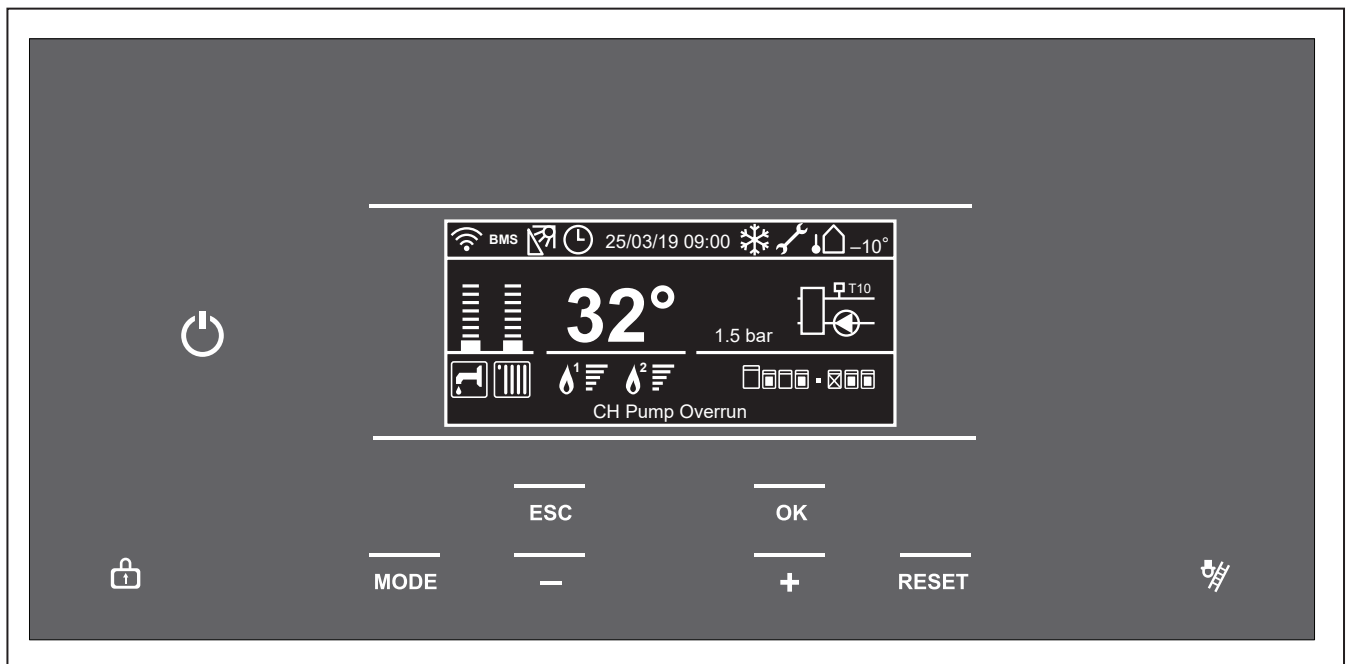 BMS 25/03/19 09:00 –10°
T10
32°
1.5 bar
1 2
CH Pump Overrun
ESC OK
MODE – + RESET